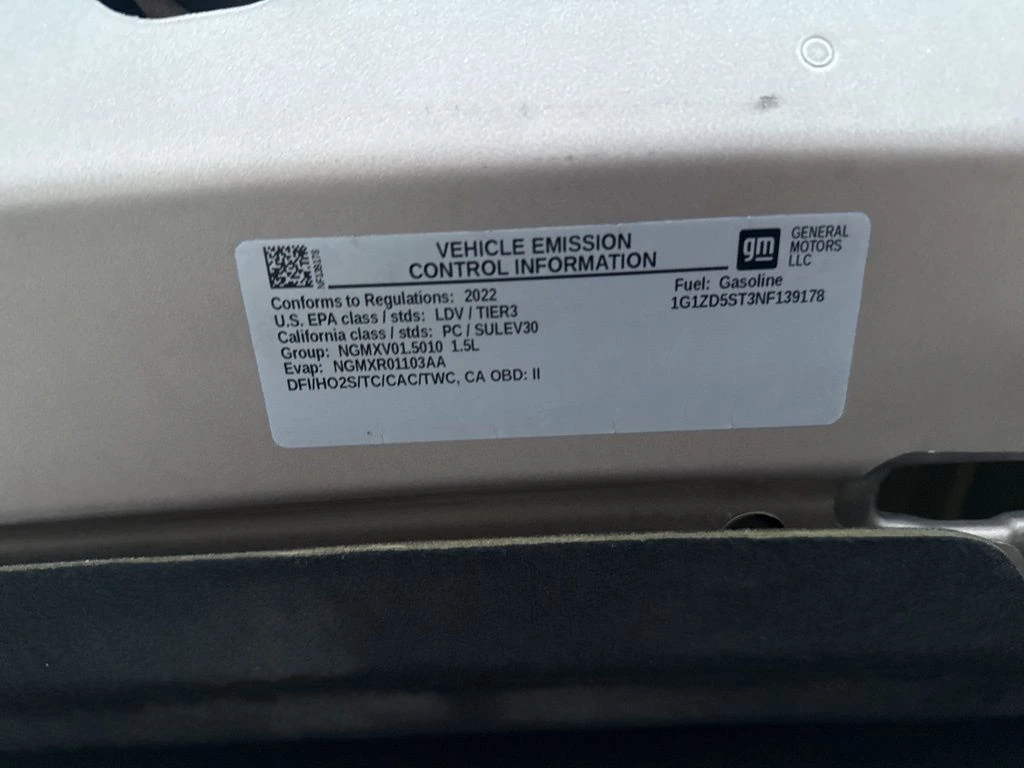 VEHICLE EMISSION
CONTROL INFORMATION
gm
GENERAL
MOTORS
LLC
NF139178
Conforms to Regulations: 2022
Fuel: Gasoline
U.S. EPA class / stds: LDV / TIER3
1G1ZD5ST3NF139178
California class / stds: PC / SULEV30
Group: NGMXV01.5010 1.5L
Evap: NGMXR01103AA
DFI/HO2S/TC/CAC/TWC, CA OBD: II